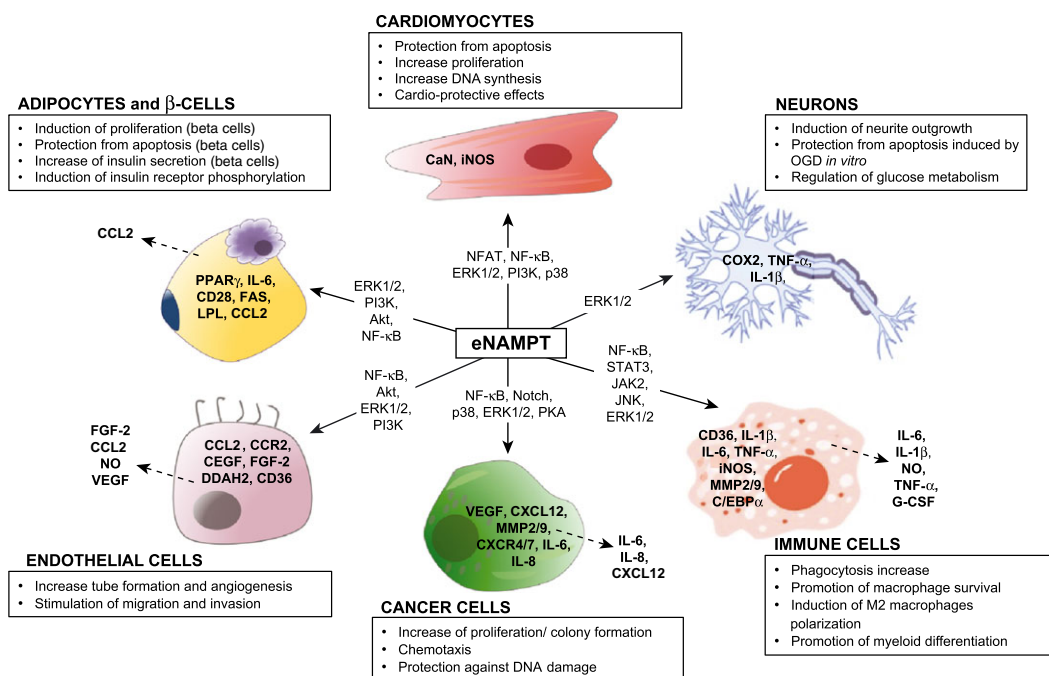 CARDIOMYOCYTES
• Protection from apoptosis
• Increase proliferation
• Increase DNA synthesis
• Cardio-protective effects
CaN, iNOS
NFAT, NF-κB,
ERK1/2, PI3K, p38
ADIPOCYTES and β-CELLS
• Induction of proliferation (beta cells)
• Protection from apoptosis (beta cells)
• Increase of insulin secretion (beta cells)
• Induction of insulin receptor phosphorylation
CCL2
PPARγ, IL-6,
CD28, FAS,
LPL, CCL2
ERK1/2,
PI3K,
Akt,
NF-κB
NEURONS
• Induction of neurite outgrowth
• Protection from apoptosis induced by
OGD in vitro
• Regulation of glucose metabolism
COX2, TNF-α,
IL-1β,
ERK1/2
eNAMPT
NF-κB,
Akt,
ERK1/2,
PI3K
NF-κB, Notch,
p38, ERK1/2, PKA
NF-κB,
STAT3,
JAK2,
JNK,
ERK1/2
FGF-2
CCL2
NO
VEGF
CCL2, CCR2,
CEGF, FGF-2
DDAH2, CD36
ENDOTHELIAL CELLS
• Increase tube formation and angiogenesis
• Stimulation of migration and invasion
VEGF, CXCL12,
MMP2/9,
CXCR4/7, IL-6,
IL-8
IL-6,
IL-8,
CXCL12
CANCER CELLS
• Increase of proliferation/ colony formation
• Chemotaxis
• Protection against DNA damage
CD36, IL-1β,
IL-6, TNF-α,
iNOS,
MMP2/9,
C/EBPα
IL-6,
IL-1β,
NO,
TNF-α,
G-CSF
IMMUNE CELLS
• Phagocytosis increase
• Promotion of macrophage survival
• Induction of M2 macrophages
polarization
• Promotion of myeloid differentiation